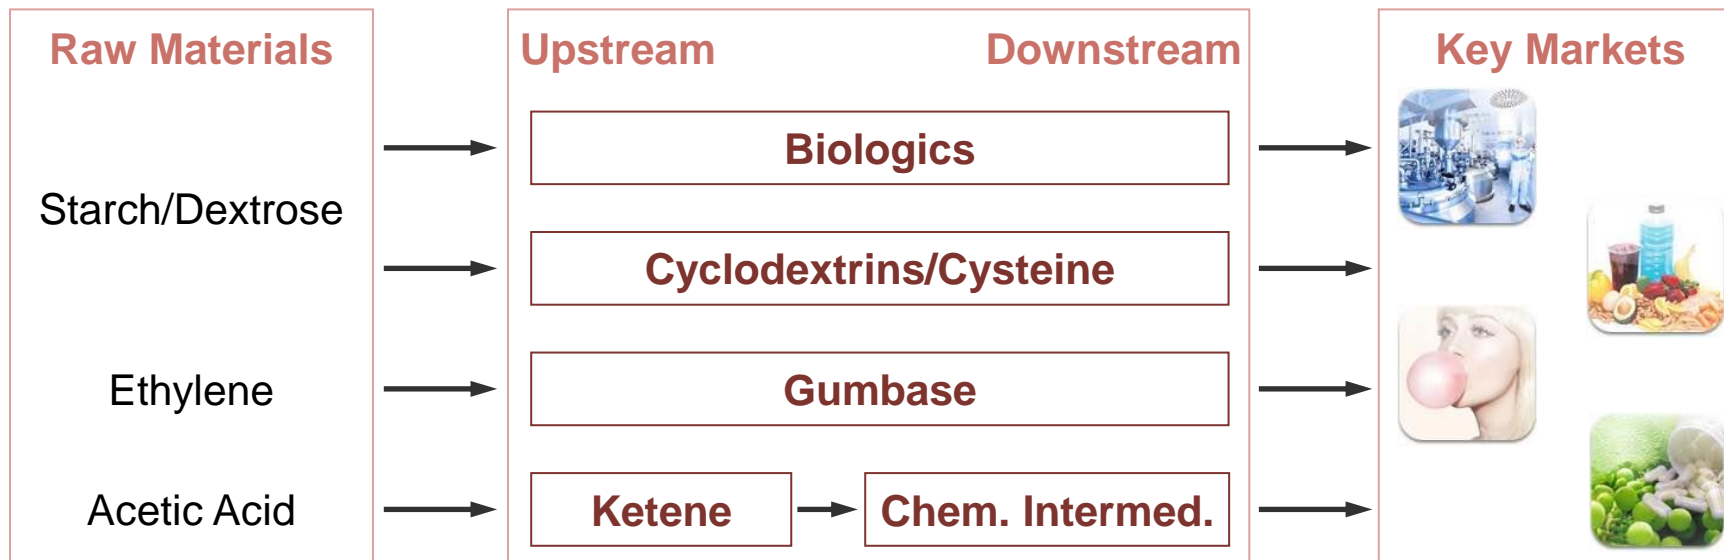 Raw Materials
Upstream
Downstream
Key Markets
Biologics
Starch/Dextrose
Cyclodextrins/Cysteine
Ethylene
Gumbase
Acetic Acid
Ketene
Chem. Intermed.